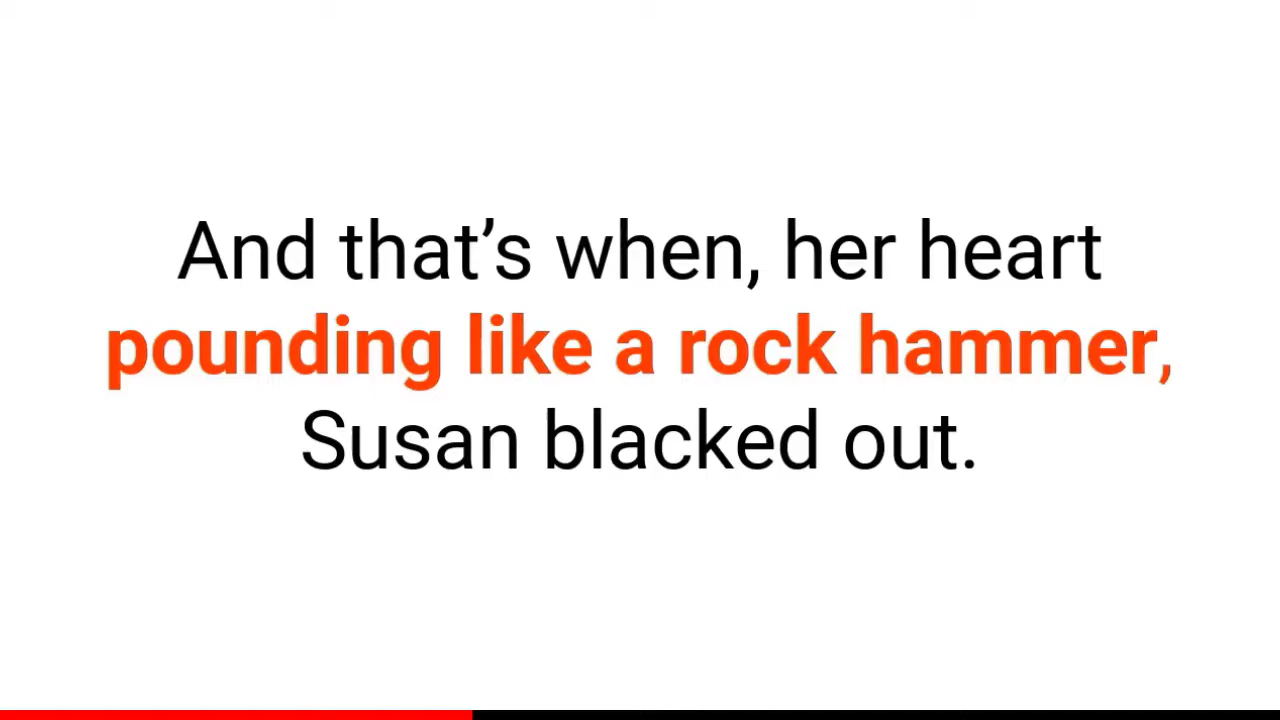 And that’s when, her heart
pounding like a rock hammer,
Susan blacked out.